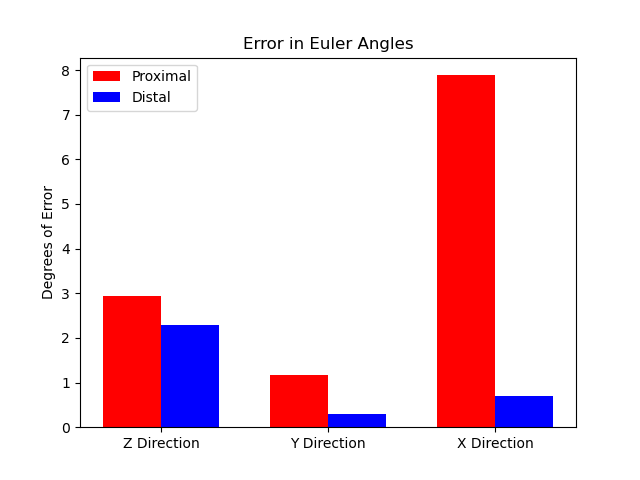 Error in Euler Angles
Proximal
Distal
Degrees of Error
8
7
6
5
4
3
2
1
0
Z Direction
Y Direction
X Direction